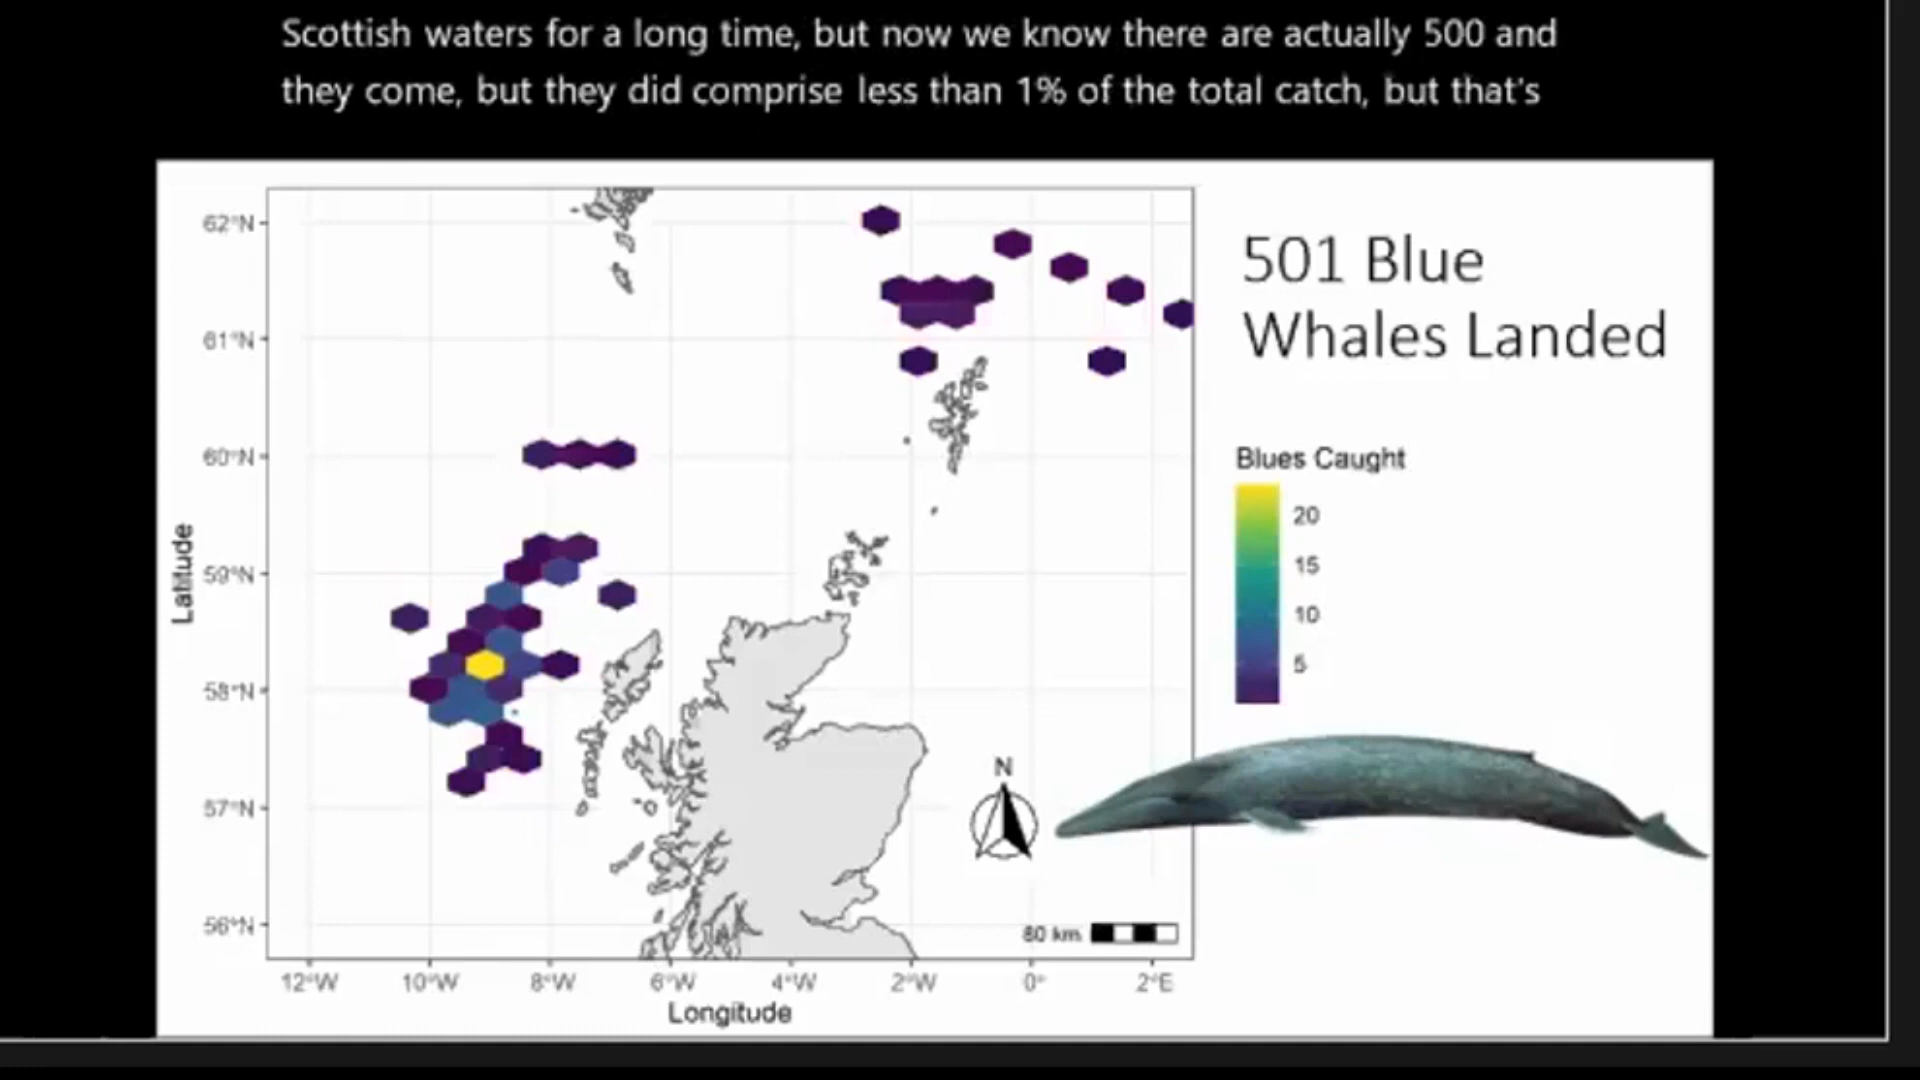 Scottish waters for a long time, but now we know there are actually 500 and
they come, but they did comprise less than 1% of the total catch, but that's
501 Blue
Whales Landed
Blues Caught
20
15
10
5
62°N
61°N
60°N
59°N
58°N
57°N
56°N
Latitude
N
80 km
12°W
10°W
8°W
6°W
4°W
2°W
0°
2°E
Longitude